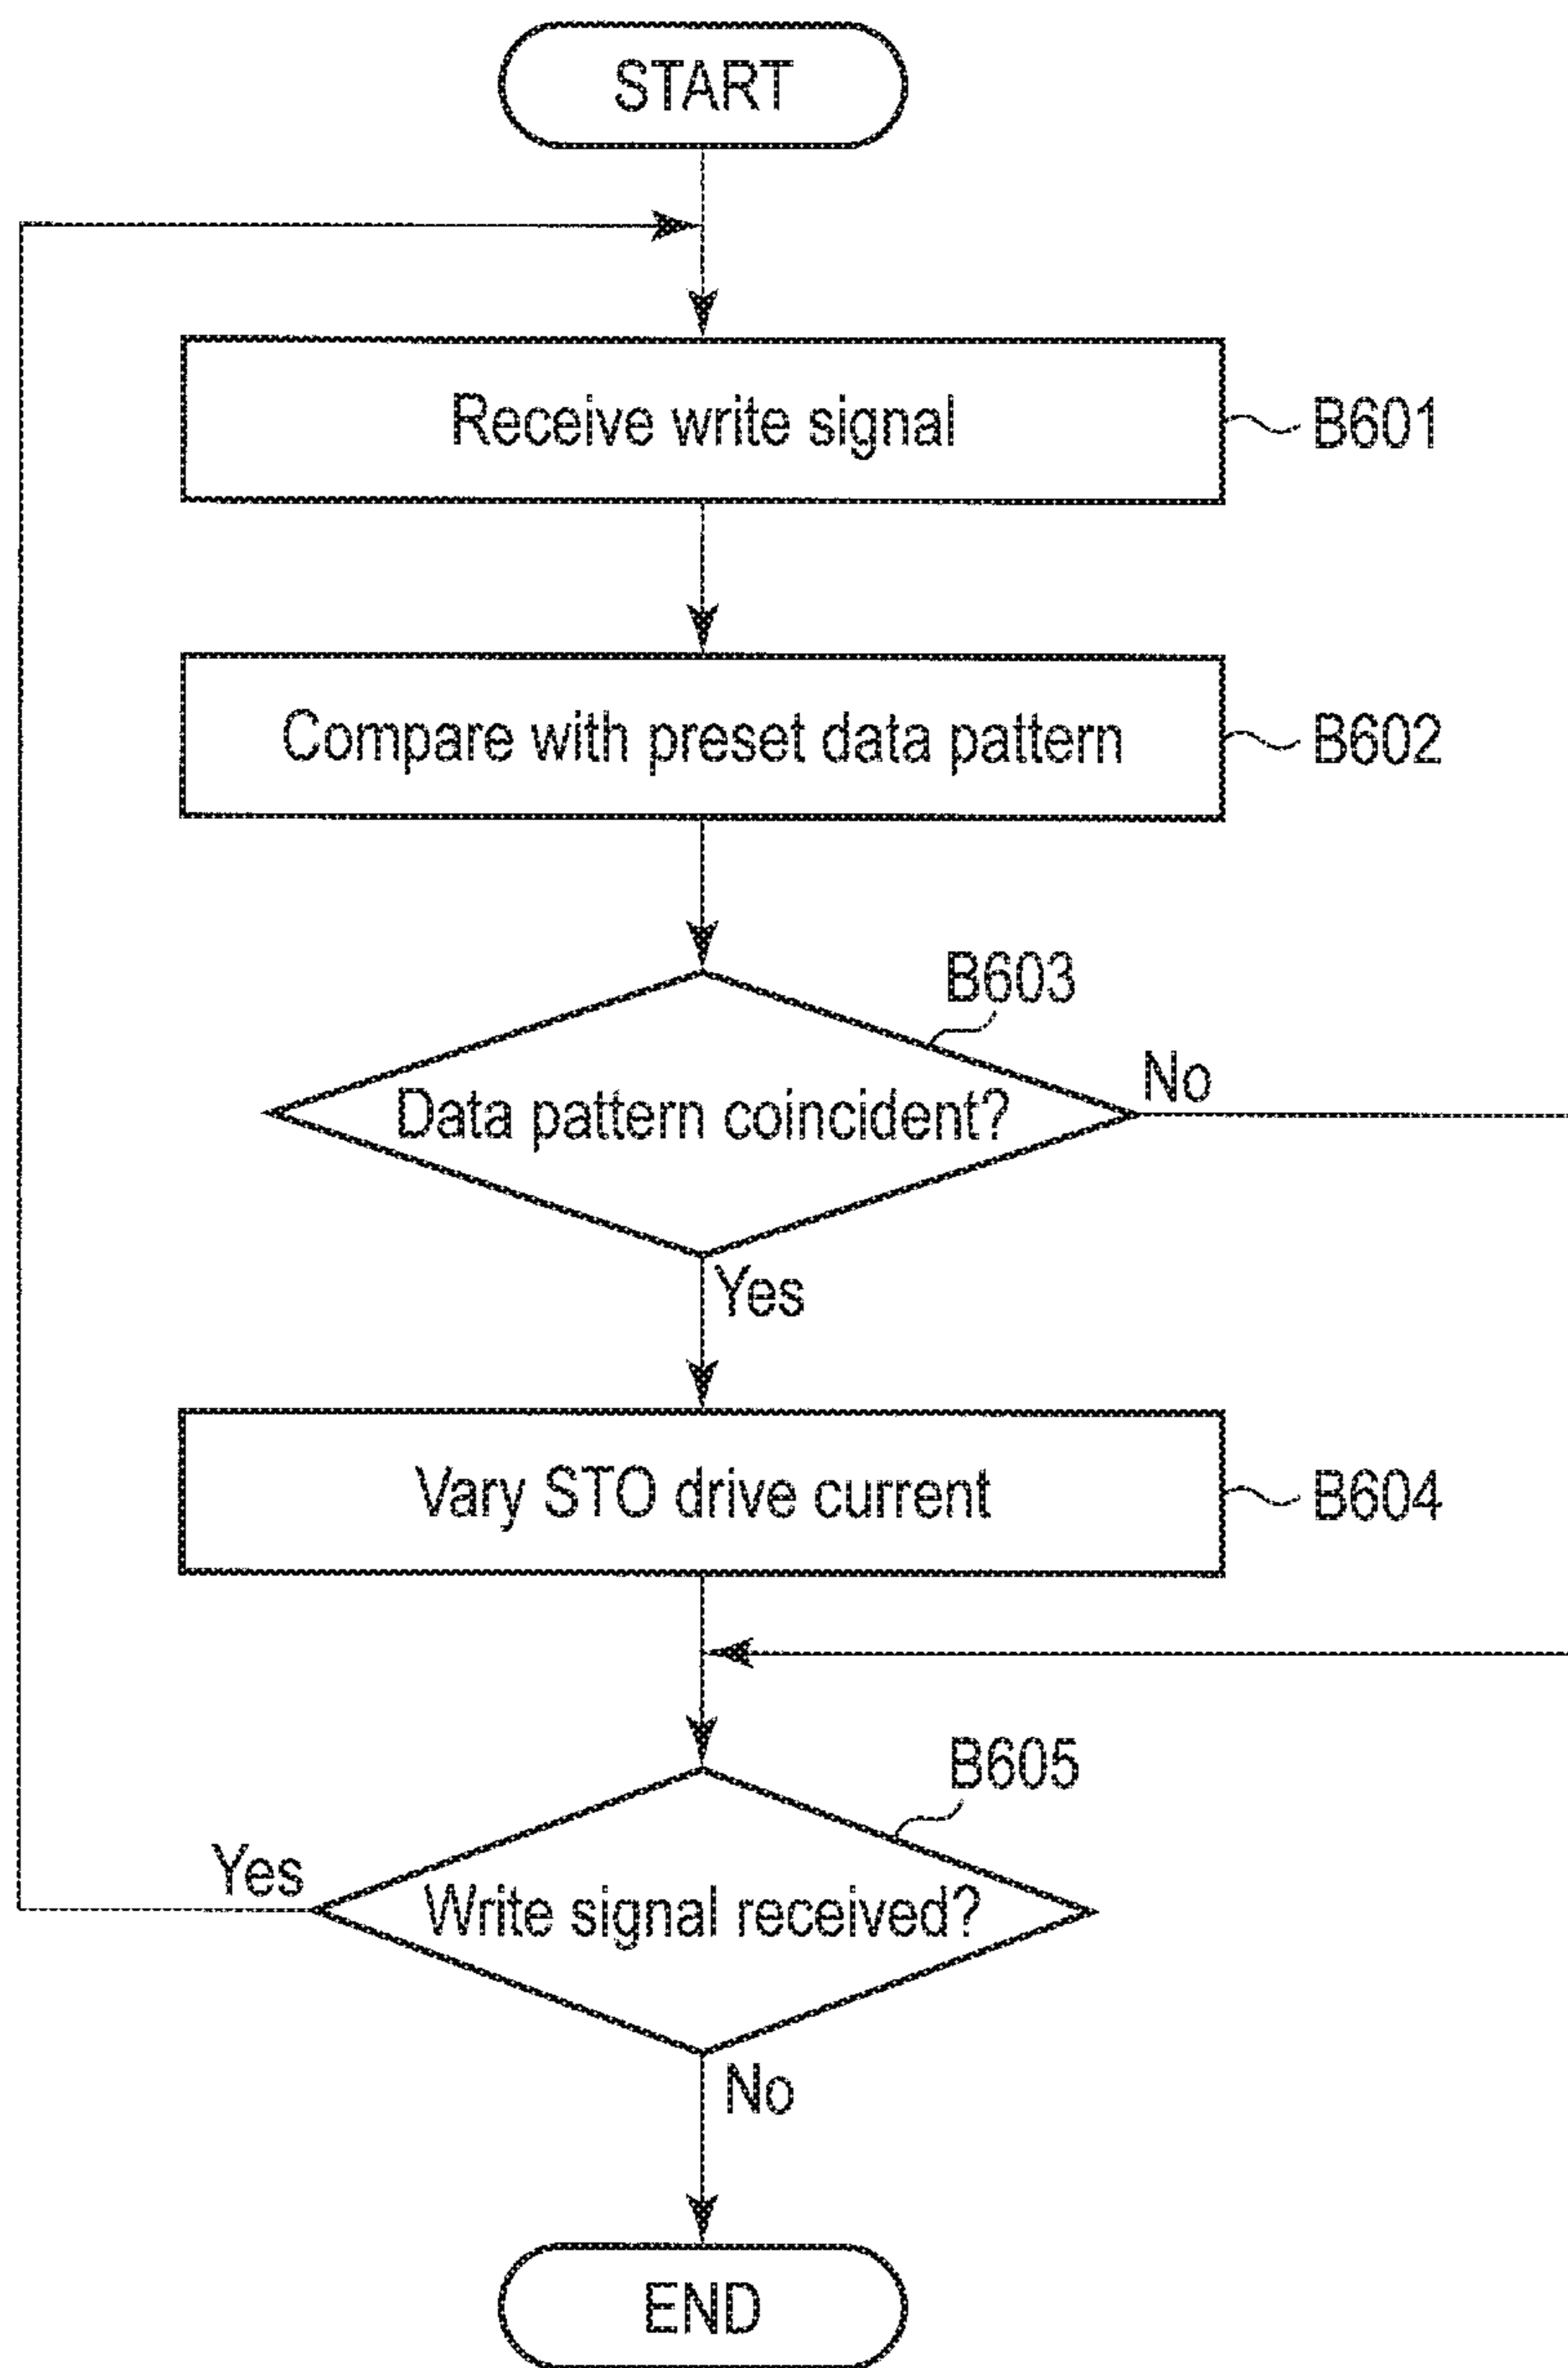 START
Receive write signal
B601
Compare with preset data pattern
B602
B603
Data pattern coincident?
No
Yes
Vary STO drive current
B604
B605
Yes
Write signal received?
No
END